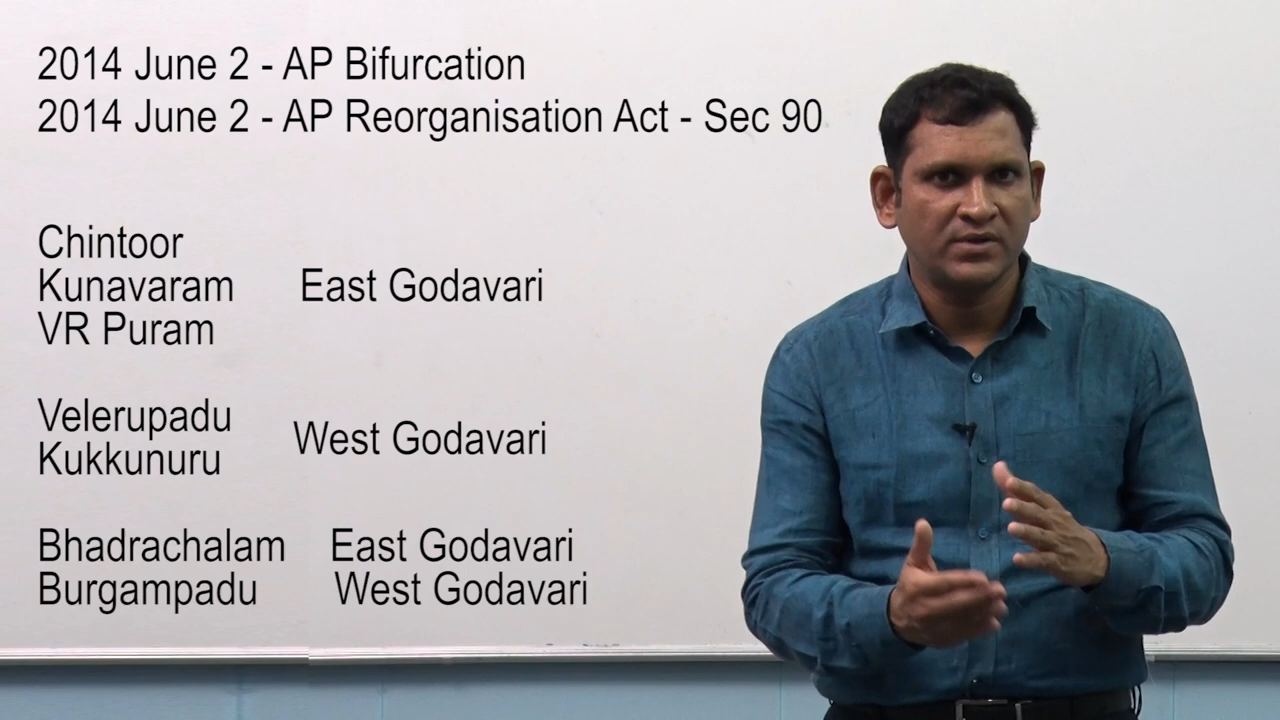 2014 June 2 - AP Bifurcation
2014 June 2 - AP Reorganisation Act - Sec 90
Chintoor
Kunavaram East Godavari
VR Puram
Velerupadu
West Godavari
Kukkunuru
Bhadrachalam East Godavari
Burgampadu West Godavari